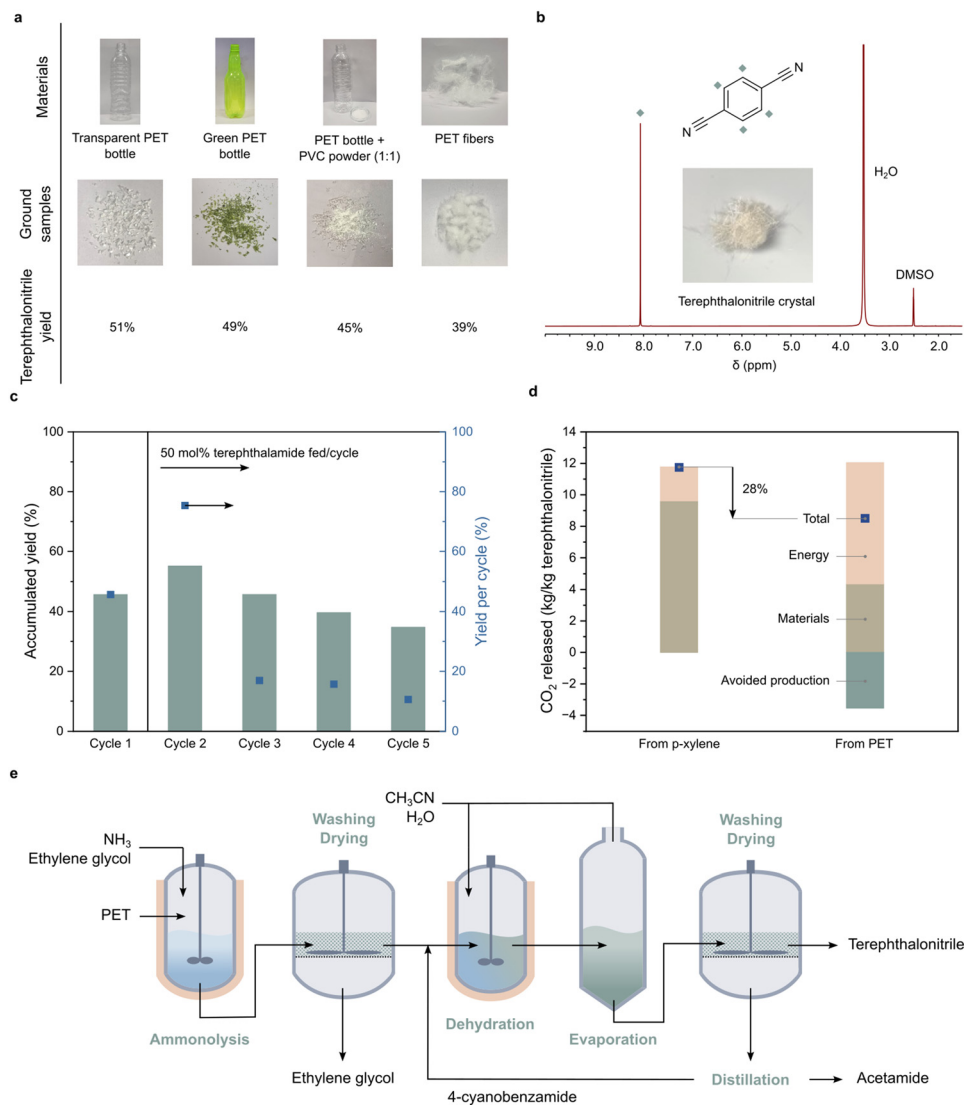 a
Materials
Transparent PET
bottle
Green PET
bottle
PET bottle +
PVC powder (1:1)
PET fibers
Ground
samples
Terephthalonitrile
yield
51%
49%
45%
39%
b
N
N
H₂O
DMSO
Terephthalonitrile crystal
9.0
8.0
7.0
6.0
5.0
4.0
3.0
2.0
δ (ppm)
c
Accumulated yield (%)
100
80
60
40
20
0
50 mol% terephthalamide fed/cycle
Cycle 1
Cycle 2
Cycle 3
Cycle 4
Cycle 5
100
80
60
40
20
0
Yield per cycle (%)
d
CO₂ released (kg/kg terephthalonitrile)
14
12
10
8
6
4
2
0
−2
−4
28%
Total
Energy
Materials
Avoided production
From p-xylene
From PET
e
NH₃
Ethylene glycol
PET
Ammonolysis
Washing
Drying
Ethylene glycol
CH₃CN
H₂O
Dehydration
Evaporation
Washing
Drying
Terephthalonitrile
4-cyanobenzamide
Distillation
Acetamide